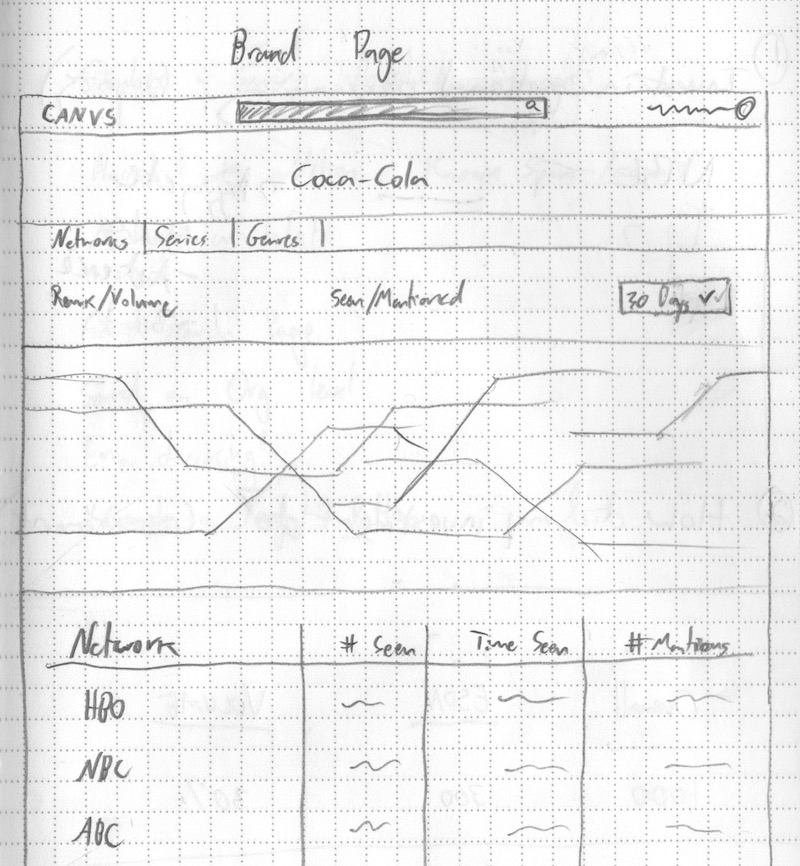 Brand Page
CANVS
Coca-Cola
Networks Series Genres
Rank/Volume Seen/Mentioned 30 Days
Network # Seen Time Seen # Mentions
HBO
NBC
ABC